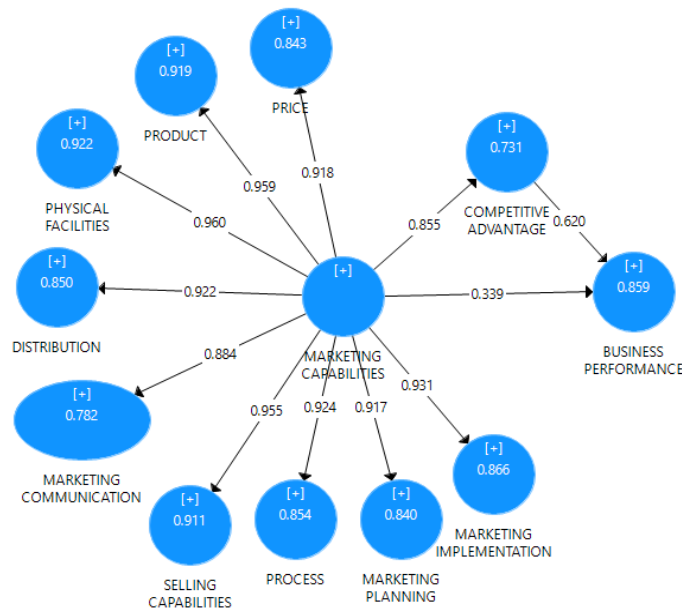 [+]
0.843
PRICE
[+]
0.919
PRODUCT
[+]
0.922
PHYSICAL
FACILITIES
[+]
0.731
COMPETITIVE
ADVANTAGE
0.918
0.959
0.960
0.855
0.620
[+]
0.850
DISTRIBUTION
0.922
[+]
MARKETING
CAPABILITIES
0.339
[+]
0.859
BUSINESS
PERFORMANCE
0.884
[+]
0.782
MARKETING
COMMUNICATION
0.955
0.924
0.917
0.931
[+]
0.911
SELLING
CAPABILITIES
[+]
0.854
PROCESS
[+]
0.840
MARKETING
PLANNING
[+]
0.866
MARKETING
IMPLEMENTATION